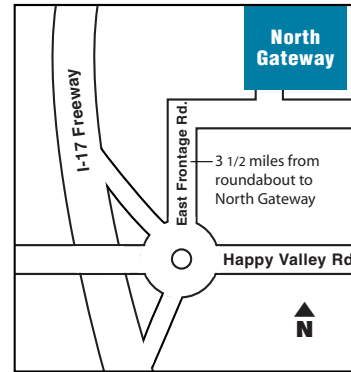 North
Gateway
I-17 Freeway
East Frontage Rd.
3 1/2 miles from
roundabout to
North Gateway
Happy Valley Rd
N